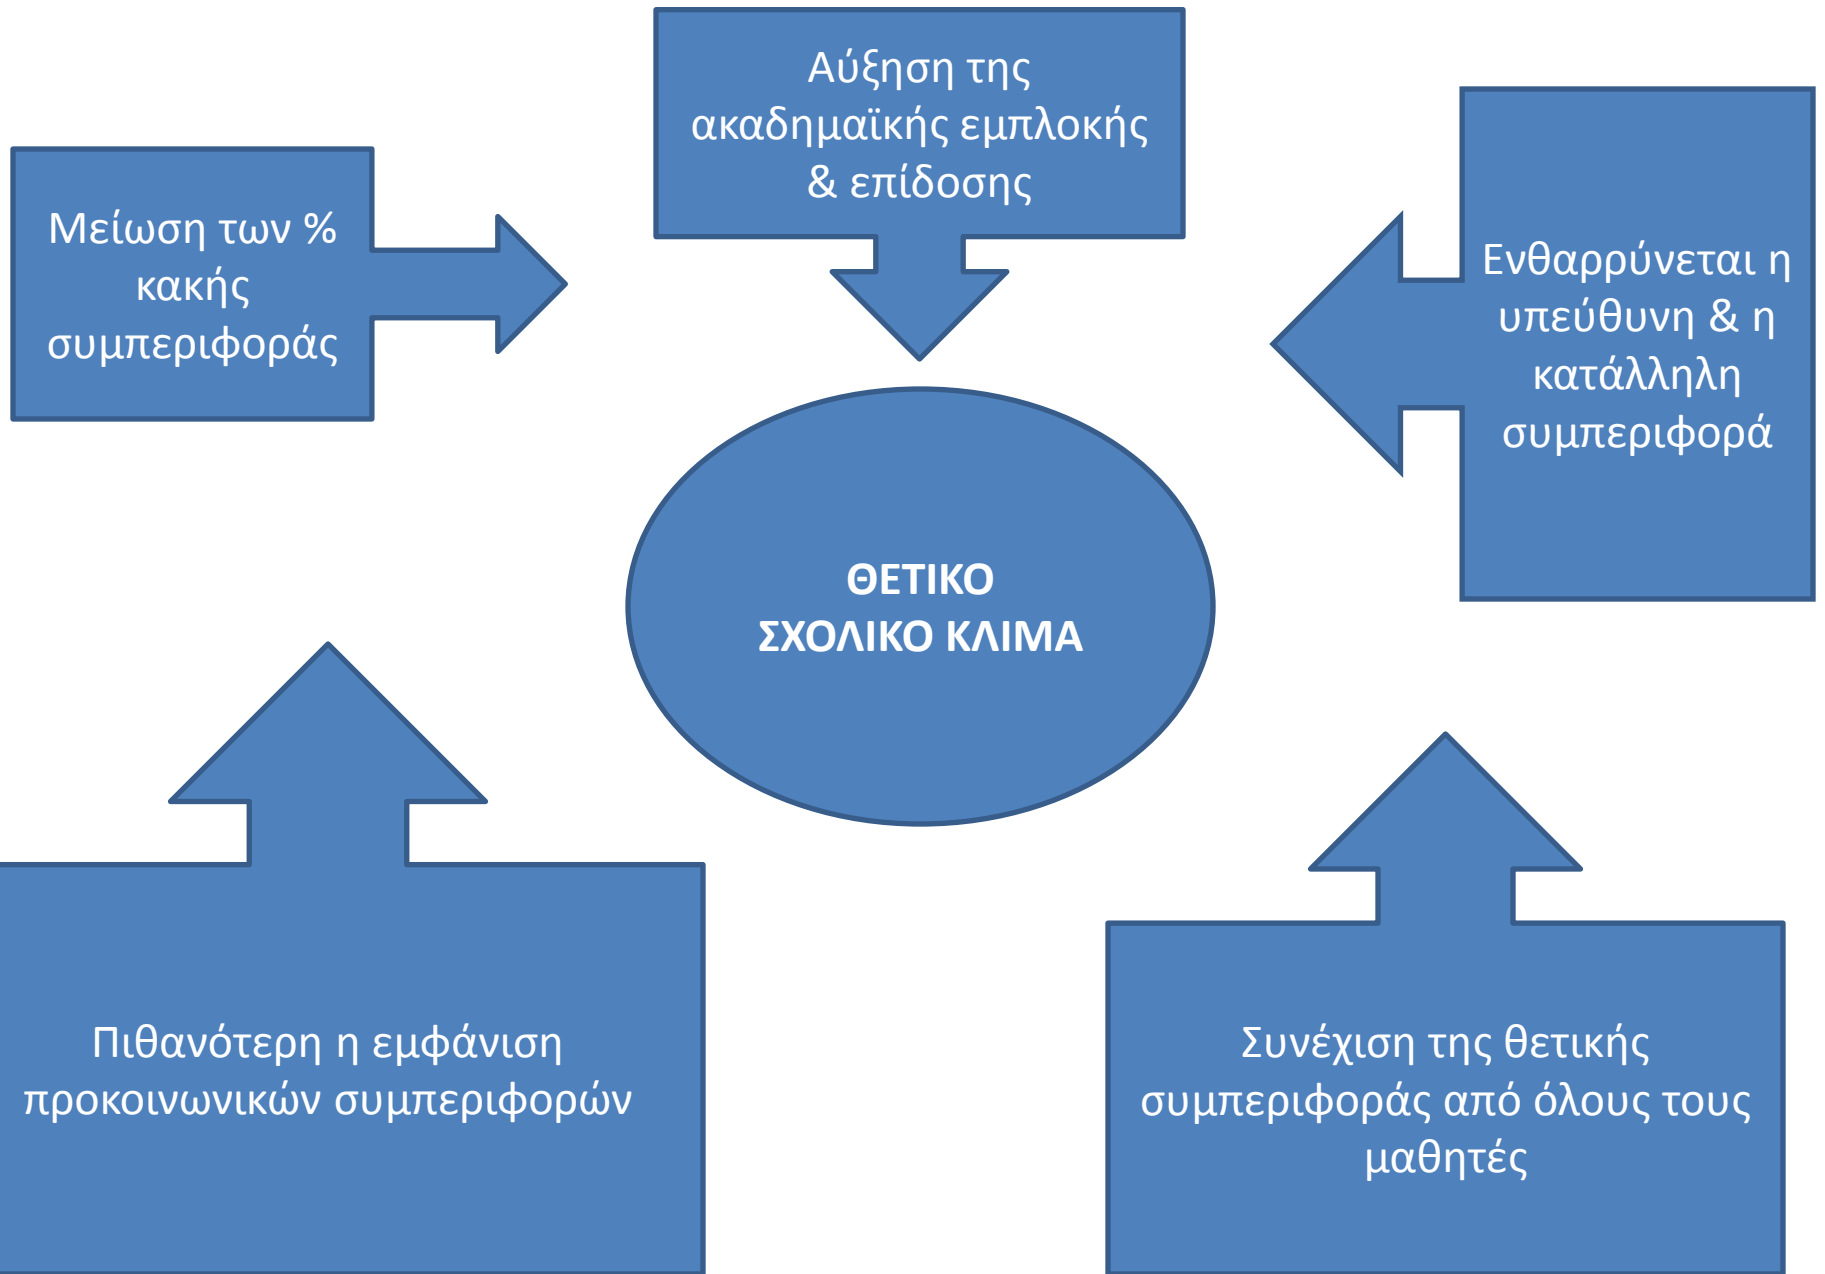 Αύξηση της
ακαδημαϊκής εμπλοκής
& επίδοσης
Μείωση των %
κακής
συμπεριφοράς
Ενθαρρύνεται η
υπεύθυνη & η
κατάλληλη
συμπεριφορά
ΘΕΤΙΚΟ
ΣΧΟΛΙΚΟ ΚΛΙΜΑ
Πιθανότερη η εμφάνιση
προκοινωνικών συμπεριφορών
Συνέχιση της θετικής
συμπεριφοράς από όλους τους
μαθητές